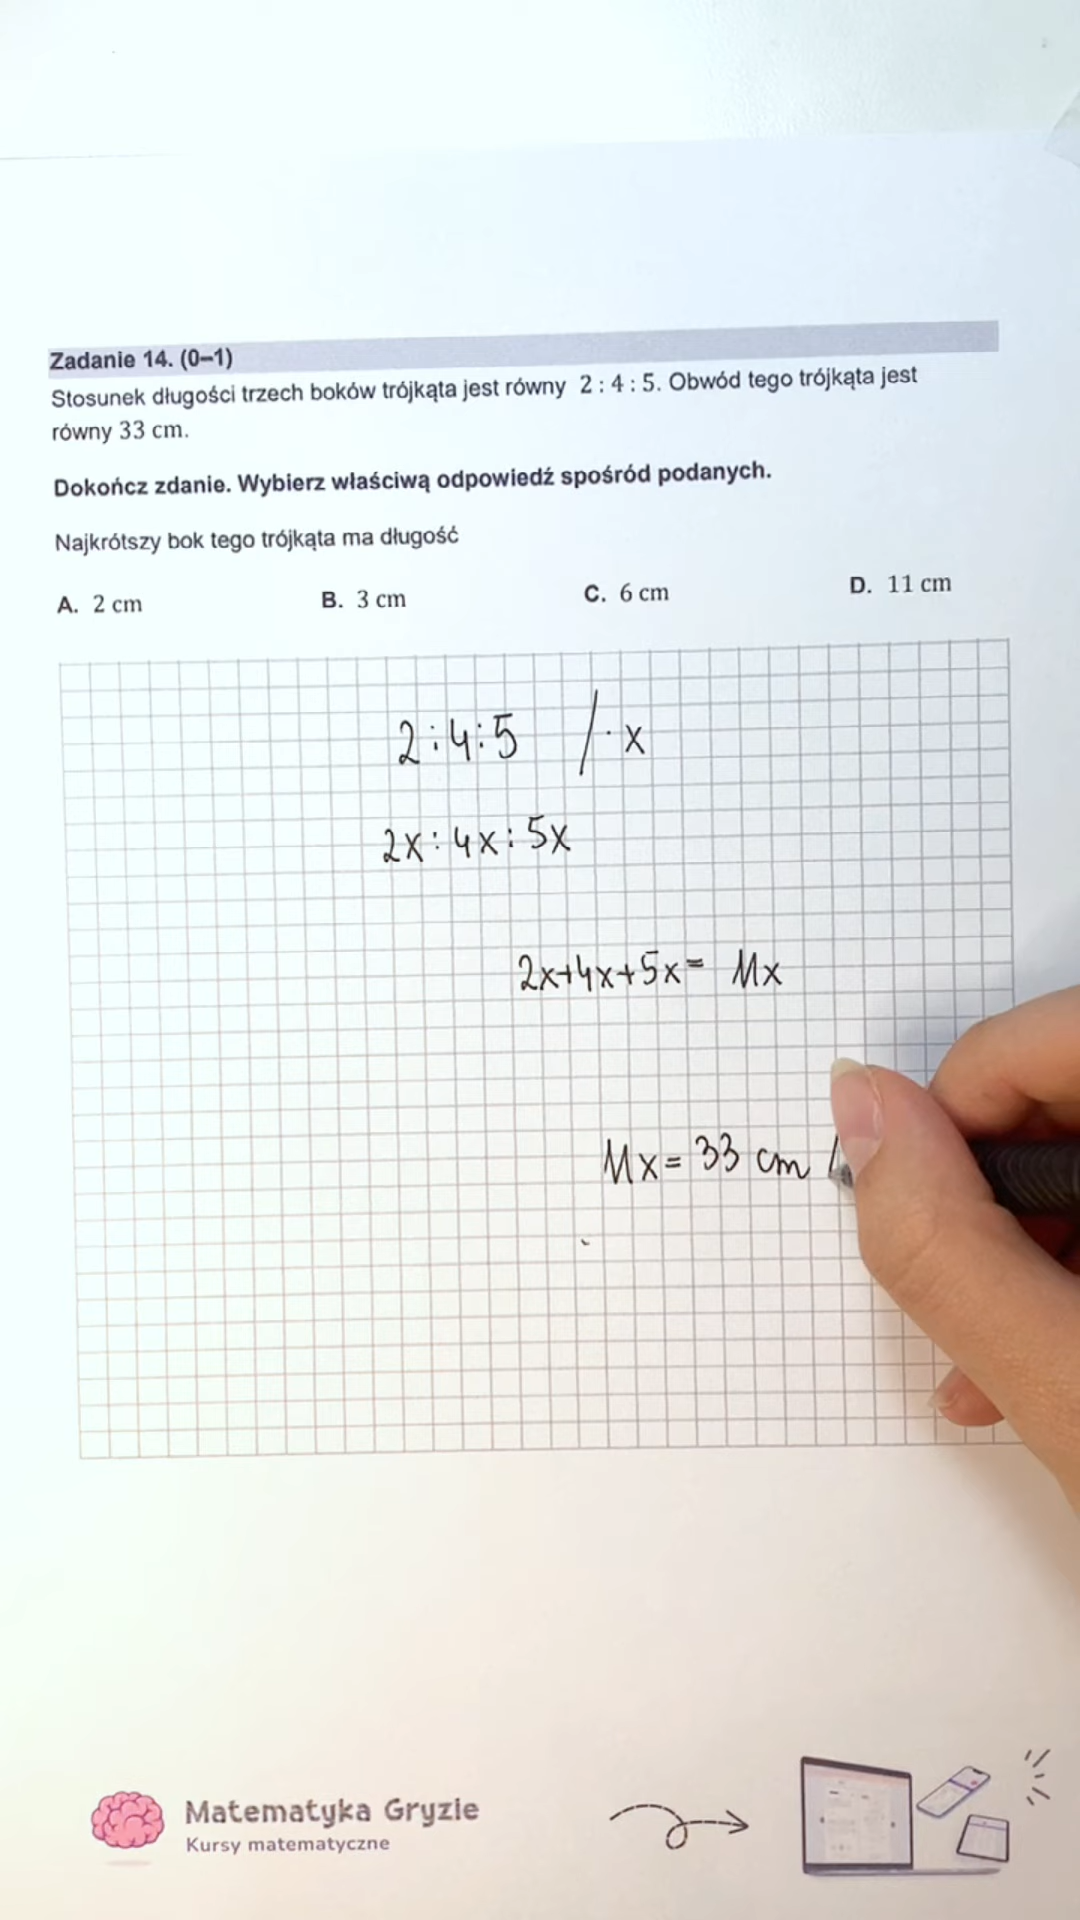 Zadanie 14. (0–1)
Stosunek długości trzech boków trójkąta jest równy 2 : 4 : 5. Obwód tego trójkąta jest
równy 33 cm.
Dokończ zdanie. Wybierz właściwą odpowiedź spośród podanych.
Najkrótszy bok tego trójkąta ma długość
A. 2 cm B. 3 cm C. 6 cm D. 11 cm
2:4:5 /·x
2x:4x:5x
2x+4x+5x= 11x
11x= 33 cm /
Matematyka Gryzie
Kursy matematyczne